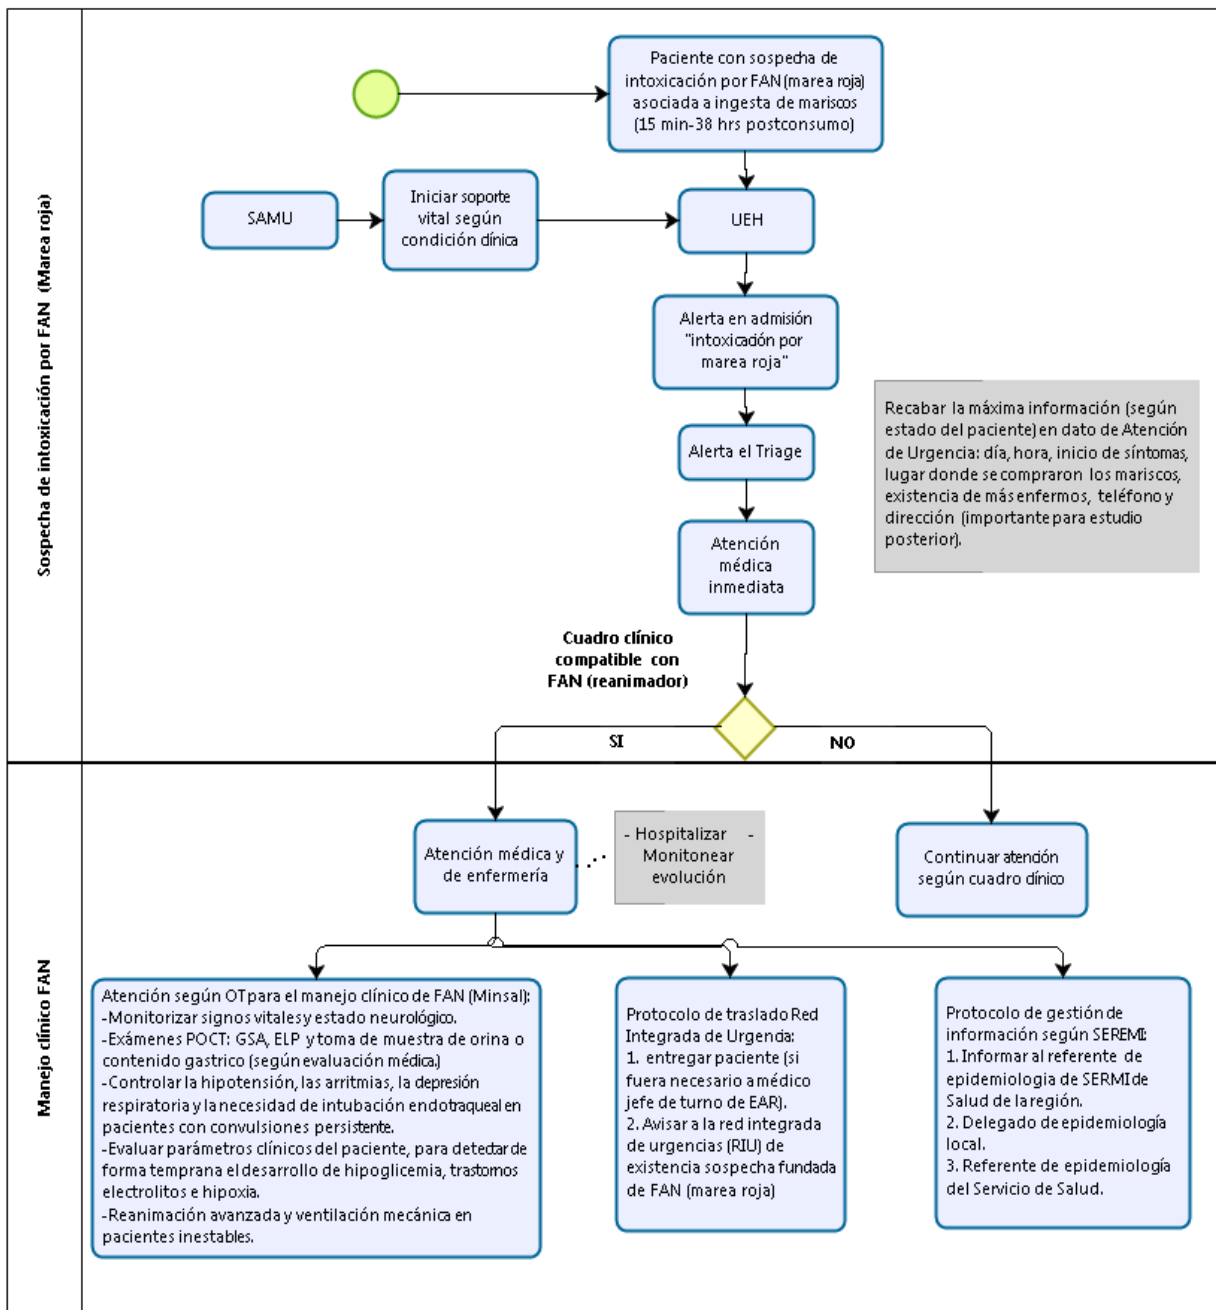 Sospecha de intoxicación por FAN (Marea roja)
Paciente con sospecha de
intoxicación por FAN (marea roja)
asociada a ingesta de mariscos
(15 min-38 hrs postconsumo)
SAMU
Iniciar soporte
vital según
condición clínica
UEH
Alerta en admisión
"intoxicación por
marea roja"
Alerta el Triage
Recabar la máxima información (según
estado del paciente) en dato de Atención
de Urgencia: día, hora, inicio de síntomas,
lugar donde se compraron los mariscos,
existencia de más enfermos, teléfono y
dirección (importante para estudio
posterior).
Atención
médica
inmediata
Cuadro clínico
compatible con
FAN (reanimador)
SI
NO
Manejo clínico FAN
Atención médica y
de enfermería
- Hospitalizar -
Monitonear
evolución
Continuar atención
según cuadro clínico
Atención según OT para el manejo clínico de FAN (Minsal):
-Monitorizar signos vitales y estado neurológico.
-Exámenes POCT: GSA, ELP y toma de muestra de orina o
contenido gastrico (según evaluación médica.)
-Controlar la hipotensión, las arritmias, la depresión
respiratoria y la necesidad de intubación endotraqueal en
pacientes con convulsiones persistente.
-Evaluar parámetros clínicos del paciente, para detectar de
forma temprana el desarrollo de hipoglicemia, trastornos
electrolitos e hipoxia.
-Reanimación avanzada y ventilación mecánica en
pacientes inestables.
Protocolo de traslado Red
Integrada de Urgencia:
1. entregar paciente (si
fuera necesario a médico
jefe de turno de EAR).
2. Avisar a la red integrada
de urgencias (RIU) de
existencia sospecha fundada
de FAN (marea roja)
Protocolo de gestión de
información según SEREMI:
1. Informar al referente de
epidemiologia de SERMI de
Salud de la región.
2. Delegado de epidemiología
local.
3. Referente de epidemiología
del Servicio de Salud.